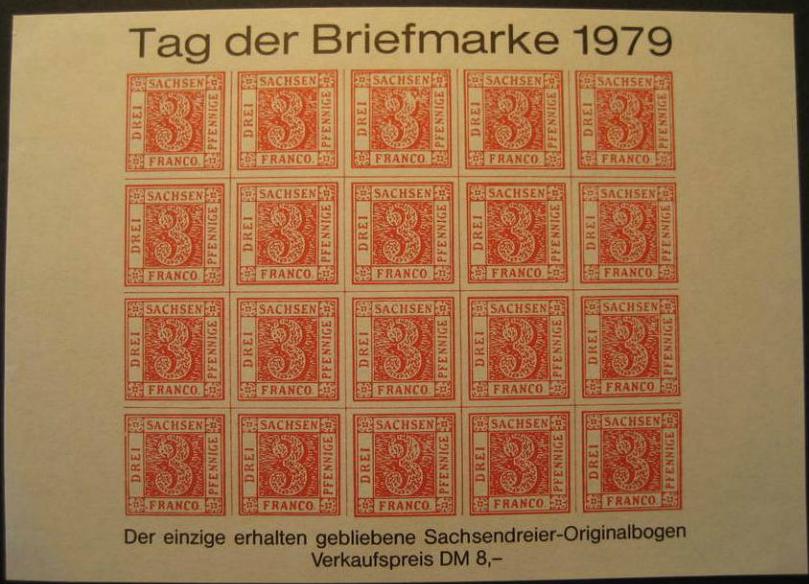 Tag der Briefmarke 1979
SACHSEN SACHSEN SACHSEN SACHSEN SACHSEN
DREI 3 PFENNIGE DREI 3 PFENNIGE DREI 3 PFENNIGE DREI 3 PFENNIGE DREI 3 PFENNIGE
FRANCO. FRANCO. FRANCO. FRANCO. FRANCO.
SACHSEN SACHSEN SACHSEN SACHSEN SACHSEN
DREI 3 PFENNIGE DREI 3 PFENNIGE DREI 3 PFENNIGE DREI 3 PFENNIGE DREI 3 PFENNIGE
FRANCO. FRANCO. FRANCO. FRANCO. FRANCO.
SACHSEN SACHSEN SACHSEN SACHSEN SACHSEN
DREI 3 PFENNIGE DREI 3 PFENNIGE DREI 3 PFENNIGE DREI 3 PFENNIGE DREI 3 PFENNIGE
FRANCO. FRANCO. FRANCO. FRANCO. FRANCO.
SACHSEN SACHSEN SACHSEN SACHSEN SACHSEN
DREI 3 PFENNIGE DREI 3 PFENNIGE DREI 3 PFENNIGE DREI 3 PFENNIGE DREI 3 PFENNIGE
FRANCO. FRANCO. FRANCO. FRANCO. FRANCO.
Der einzige erhalten gebliebene Sachsendreier-Originalbogen
Verkaufspreis DM 8,–